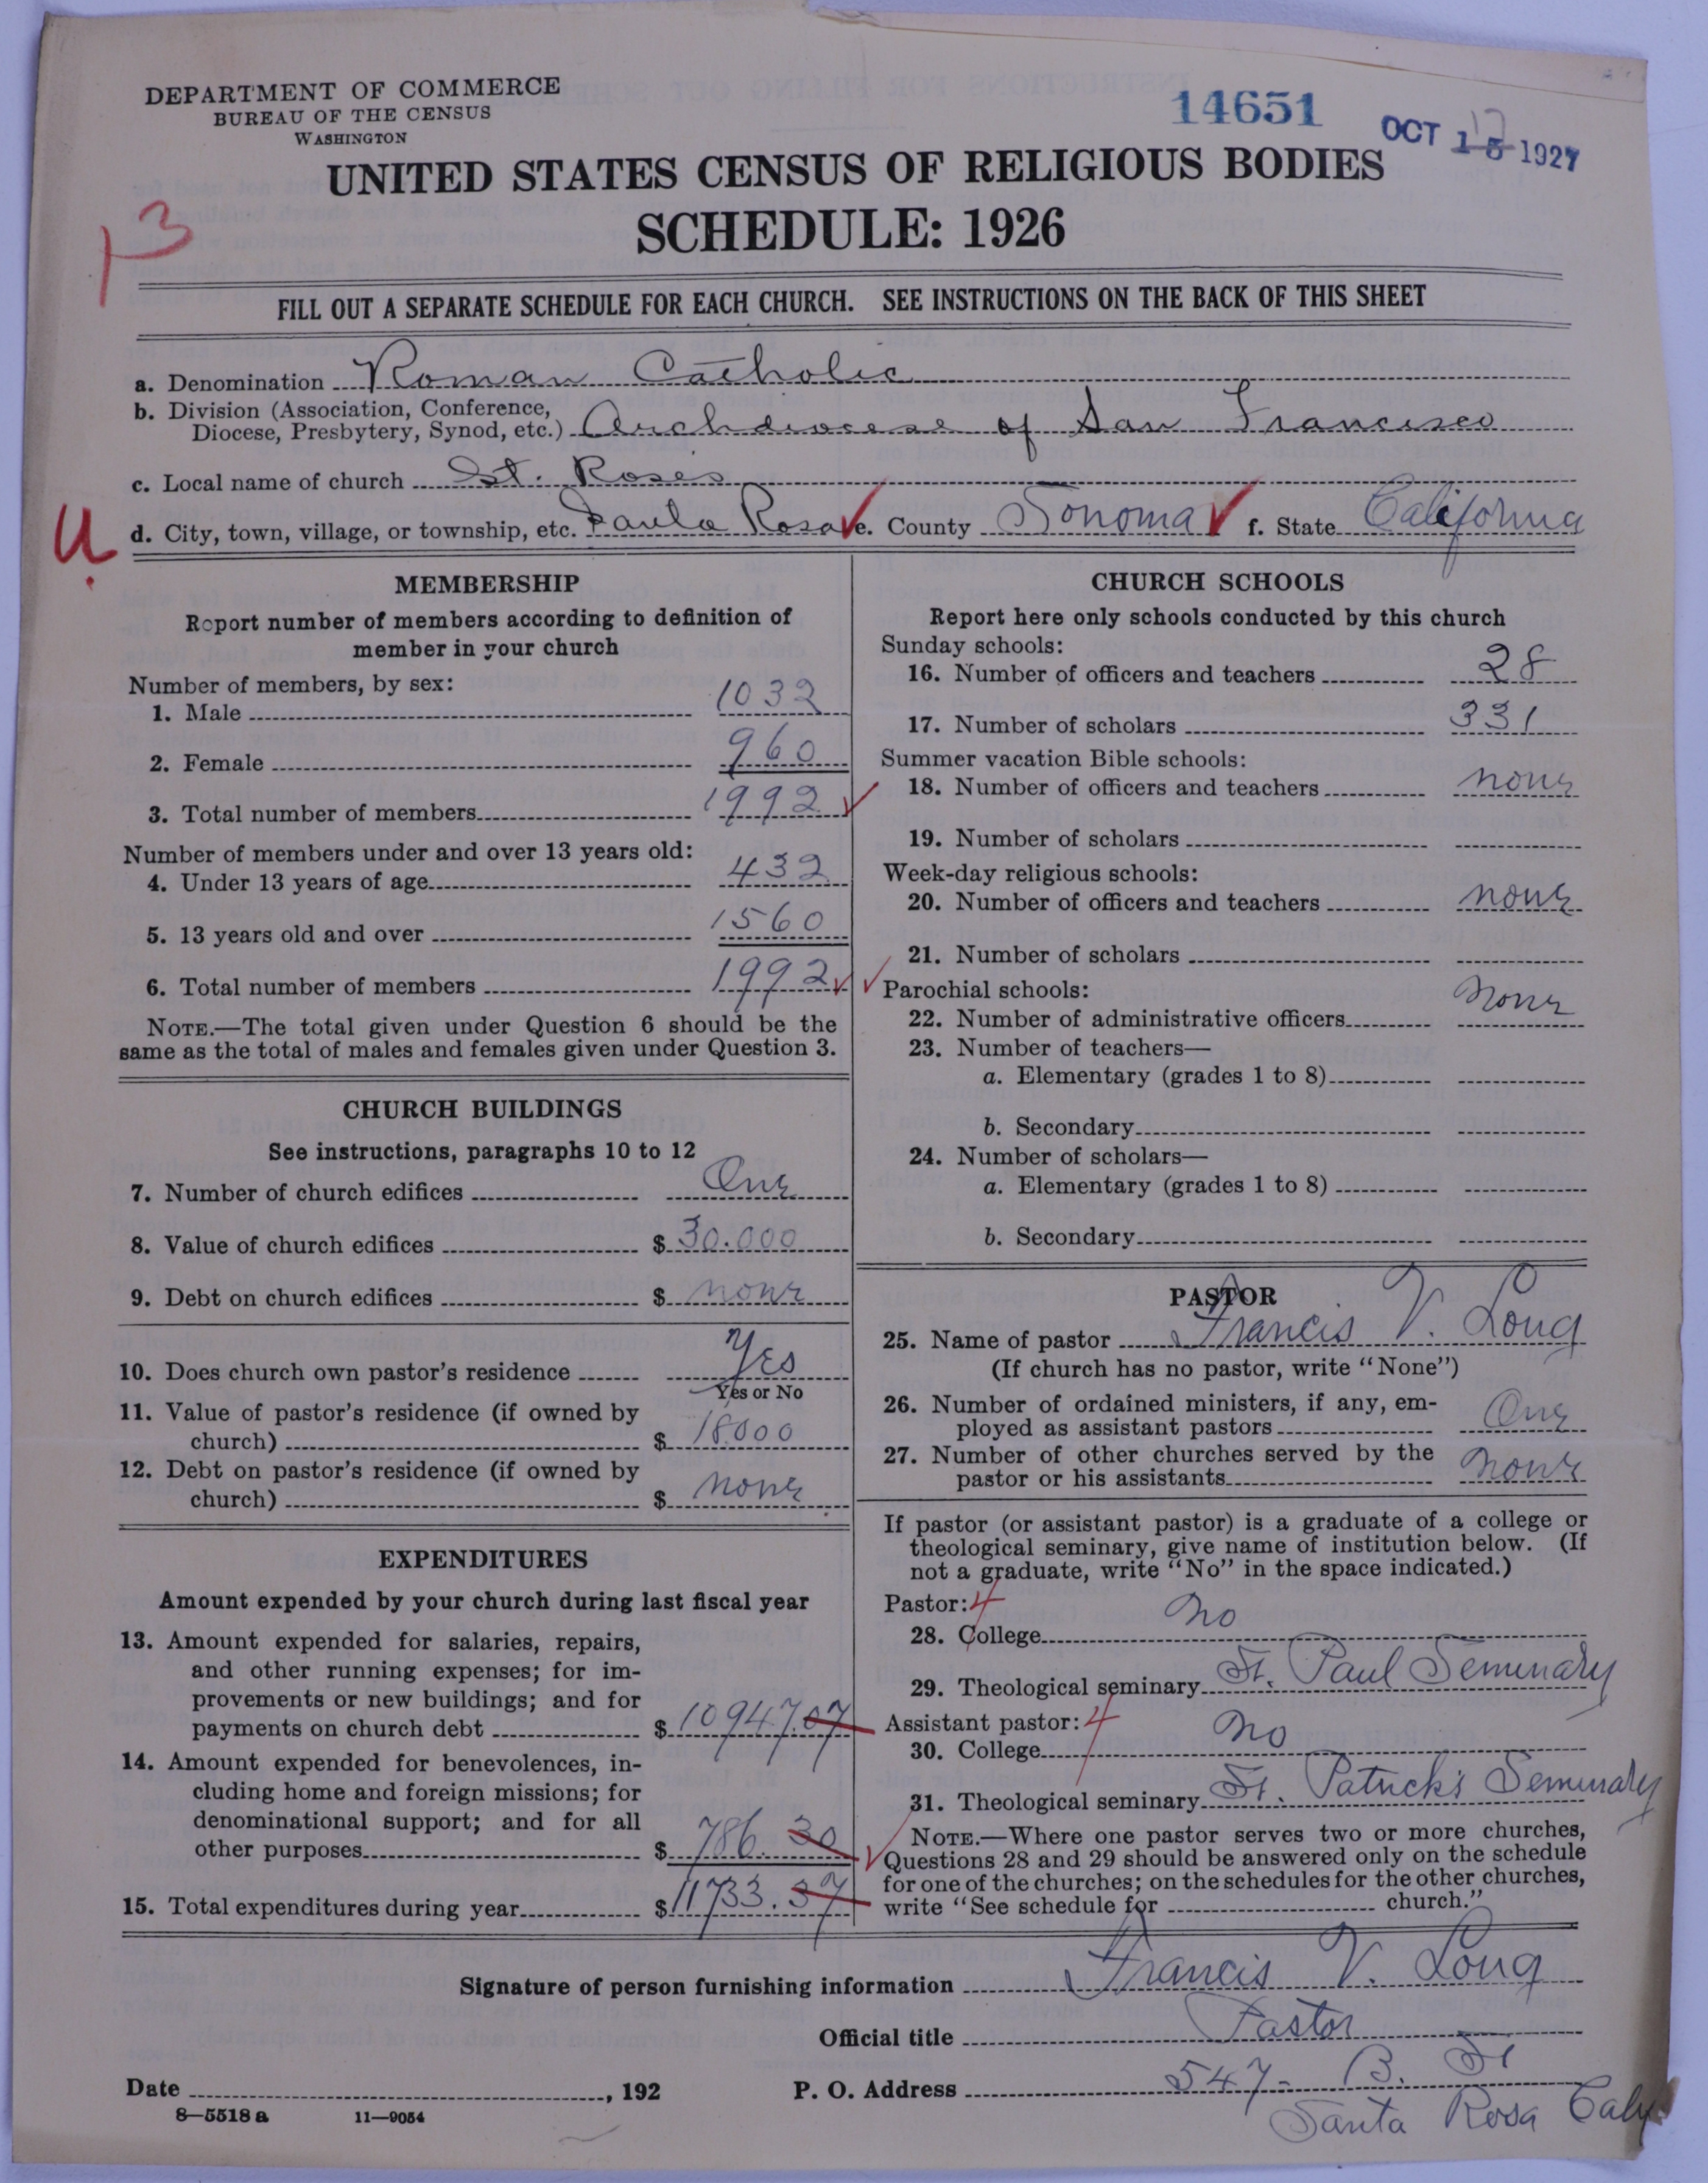 DEPARTMENT OF COMMERCE
BUREAU OF THE CENSUS
WASHINGTON
14651
OCT 15 1927
17
UNITED STATES CENSUS OF RELIGIOUS BODIES
SCHEDULE: 1926
13
FILL OUT A SEPARATE SCHEDULE FOR EACH CHURCH. SEE INSTRUCTIONS ON THE BACK OF THIS SHEET
a. Denomination Roman Catholic
b. Division (Association, Conference, Diocese, Presbytery, Synod, etc.) Archdiocese of San Francisco
c. Local name of church St. Roses
U.
d. City, town, village, or township, etc. Santa Rosa e. County Sonoma f. State California
MEMBERSHIP
Report number of members according to definition of
member in your church
Number of members, by sex:
1. Male 1032
2. Female 960
3. Total number of members 1992
Number of members under and over 13 years old:
4. Under 13 years of age 432
5. 13 years old and over 1560
6. Total number of members 1992
NOTE.—The total given under Question 6 should be the
same as the total of males and females given under Question 3.
CHURCH BUILDINGS
See instructions, paragraphs 10 to 12
7. Number of church edifices One
8. Value of church edifices $ 30.000
9. Debt on church edifices $ none
10. Does church own pastor's residence Yes
Yes or No
11. Value of pastor's residence (if owned by
church) $ 18000
12. Debt on pastor's residence (if owned by
church) $ none
EXPENDITURES
Amount expended by your church during last fiscal year
13. Amount expended for salaries, repairs,
and other running expenses; for im-
provements or new buildings; and for
payments on church debt $ 10947.07
14. Amount expended for benevolences, in-
cluding home and foreign missions; for
denominational support; and for all
other purposes $ 786.30
15. Total expenditures during year $ 11733.37
CHURCH SCHOOLS
Report here only schools conducted by this church
Sunday schools:
16. Number of officers and teachers 28
17. Number of scholars 331
Summer vacation Bible schools:
18. Number of officers and teachers none
19. Number of scholars
Week-day religious schools:
20. Number of officers and teachers none
21. Number of scholars
Parochial schools:
22. Number of administrative officers none
23. Number of teachers—
a. Elementary (grades 1 to 8)
b. Secondary
24. Number of scholars—
a. Elementary (grades 1 to 8)
b. Secondary
PASTOR
25. Name of pastor Francis V. Long
(If church has no pastor, write "None")
26. Number of ordained ministers, if any, em-
ployed as assistant pastors One
27. Number of other churches served by the
pastor or his assistants none
If pastor (or assistant pastor) is a graduate of a college or
theological seminary, give name of institution below. (If
not a graduate, write "No" in the space indicated.)
Pastor: 4
28. College no
29. Theological seminary St. Paul Seminary
Assistant pastor: 4
30. College no
31. Theological seminary St. Patrick's Seminary
NOTE.—Where one pastor serves two or more churches,
Questions 28 and 29 should be answered only on the schedule
for one of the churches; on the schedules for the other churches,
write "See schedule for church."
Signature of person furnishing information Francis V. Long
Official title Pastor
Date , 192
P. O. Address 547 - B. St
Santa Rosa Caly
8—5518 a 11—9054